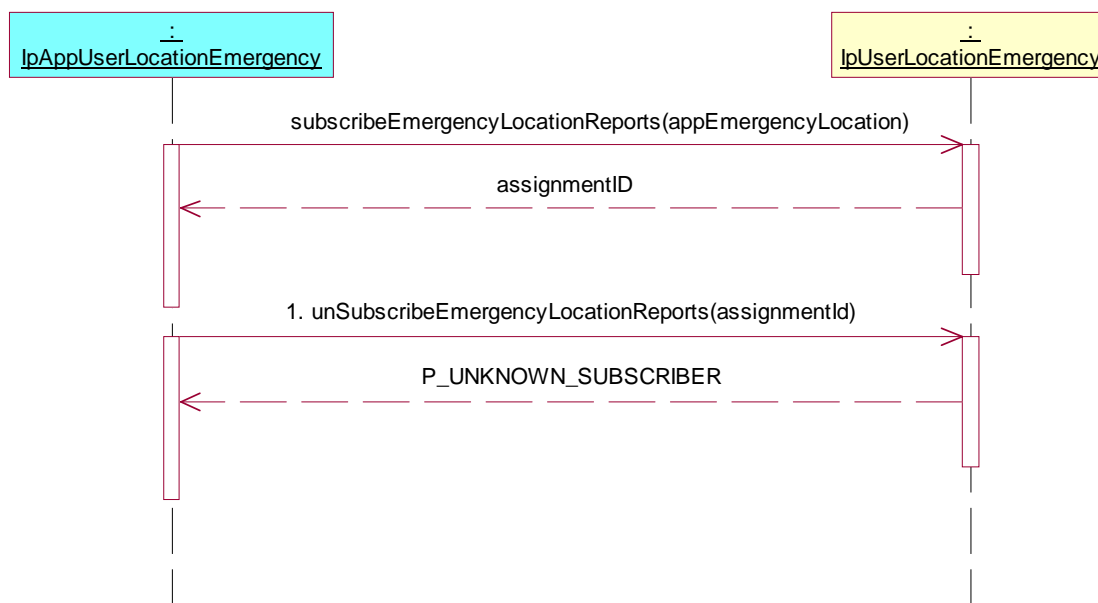 :
IpAppUserLocationEmergency
:
IpUserLocationEmergency
subscribeEmergencyLocationReports(appEmergencyLocation)
assignmentID
1. unSubscribeEmergencyLocationReports(assignmentId)
P_UNKNOWN_SUBSCRIBER